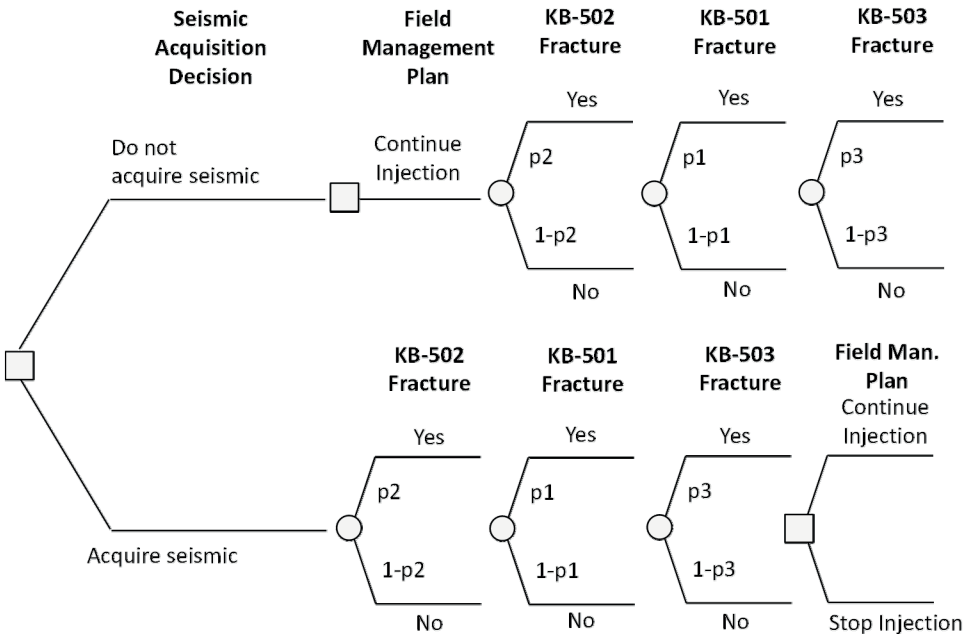 Seismic
Acquisition
Decision
Field
Management
Plan
KB-502
Fracture
KB-501
Fracture
KB-503
Fracture
Do not
acquire seismic
Continue
Injection
Yes
p2
1-p2
No
Yes
p1
1-p1
No
Yes
p3
1-p3
No
KB-502
Fracture
KB-501
Fracture
KB-503
Fracture
Field Man.
Plan
Acquire seismic
Yes
p2
1-p2
No
Yes
p1
1-p1
No
Yes
p3
1-p3
No
Continue
Injection
Stop Injection